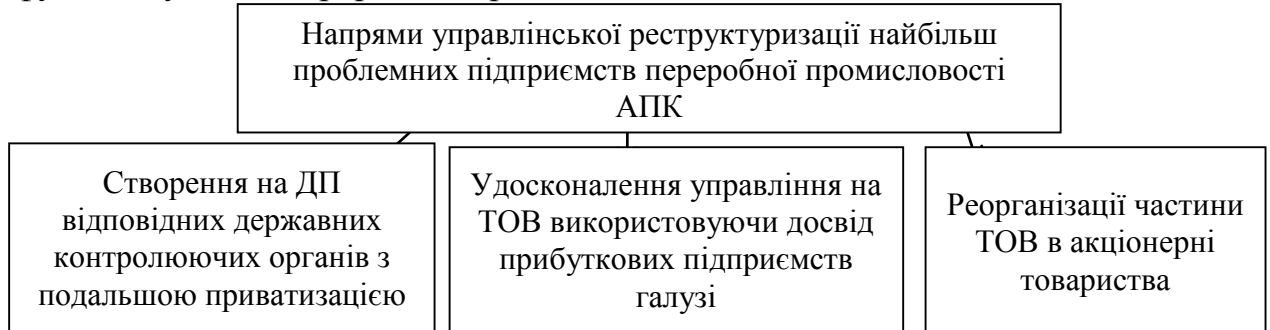 Напрями управлінської реструктуризації найбільш
проблемних підприємств переробної промисловості
АПК
Створення на ДП
відповідних державних
контролюючих органів з
подальшою приватизацією
Удосконалення управління на
ТОВ використовуючи досвід
прибуткових підприємств
галузі
Реорганізації частини
ТОВ в акціонерні
товариства